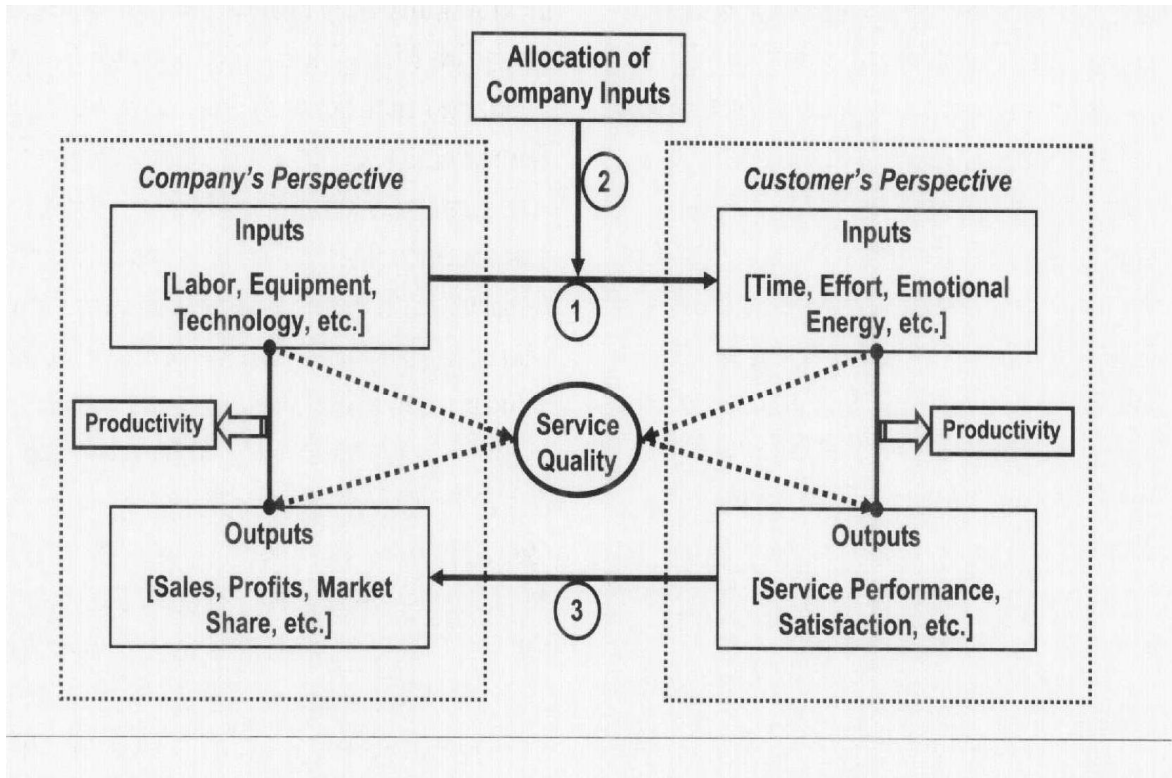 Allocation of
Company Inputs
2
Company's Perspective
Inputs
[Labor, Equipment,
Technology, etc.]
Customer's Perspective
Inputs
[Time, Effort, Emotional
Energy, etc.]
1
Productivity
Service
Quality
Productivity
Outputs
[Sales, Profits, Market
Share, etc.]
Outputs
[Service Performance,
Satisfaction, etc.]
3